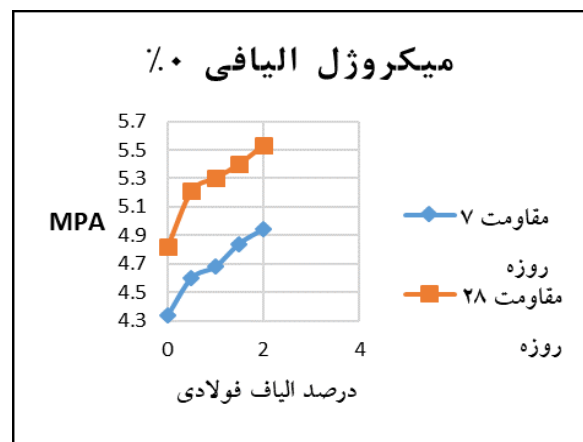 میکروژل الیافی ۰٪
5.7
5.5
5.3
5.1
4.9
4.7
4.5
4.3
MPA
0 2 4
درصد الیاف فولادی
مقاومت ۷
روزه
مقاومت ۲۸
روزه